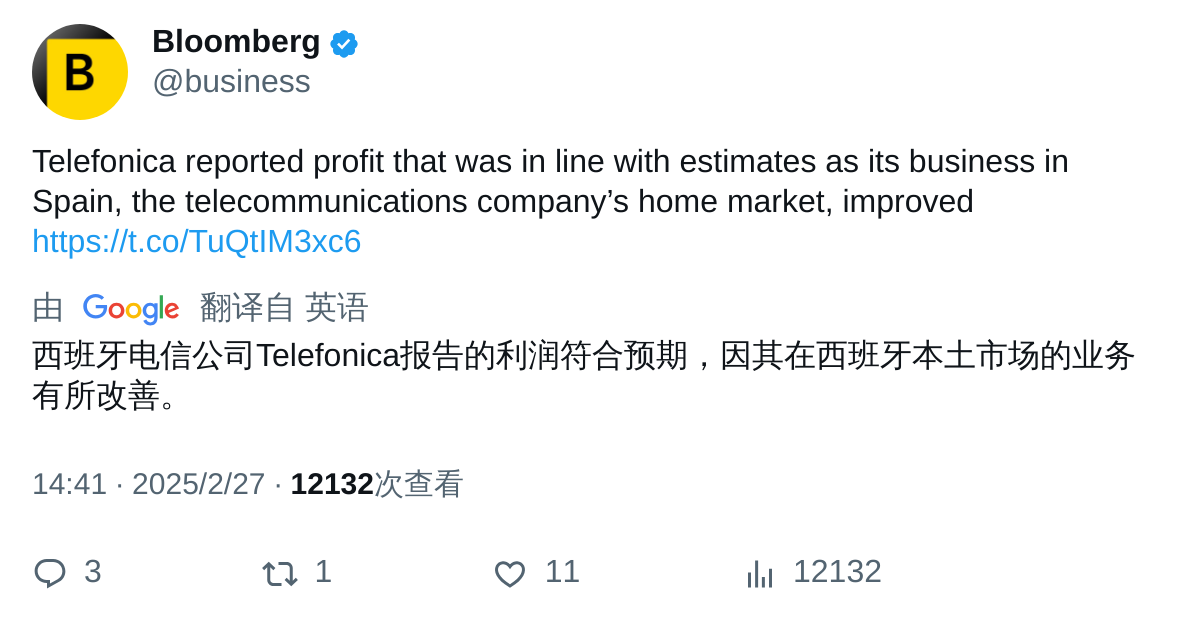 B
Bloomberg
@business
Telefonica reported profit that was in line with estimates as its business in
Spain, the telecommunications company’s home market, improved
https://t.co/TuQtIM3xc6
由 Google 翻译自 英语
西班牙电信公司Telefonica报告的利润符合预期，因其在西班牙本土市场的业务
有所改善。
14:41 · 2025/2/27 · 12132次查看
3 1 11 12132